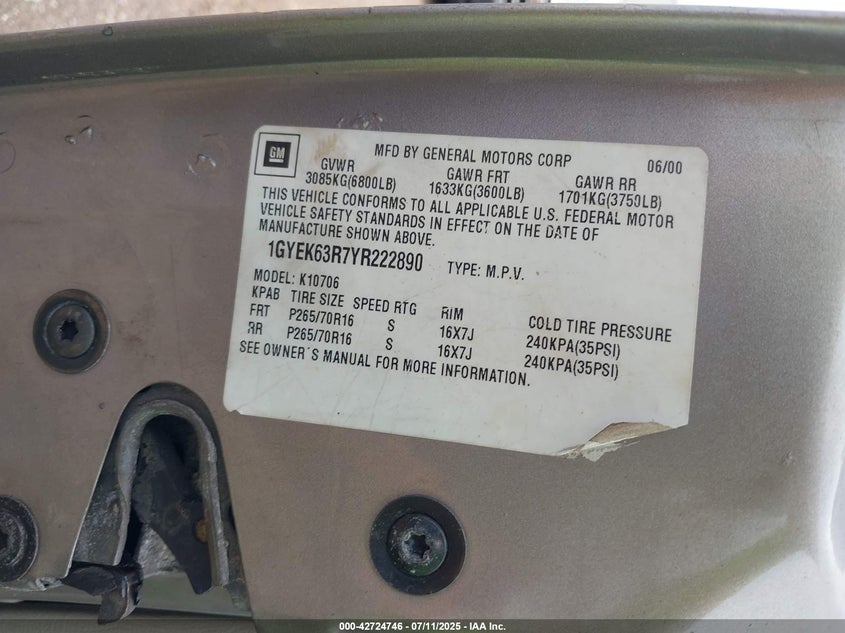 GM
MFD BY GENERAL MOTORS CORP 06/00
GVWR GAWR FRT GAWR RR
3085KG(6800LB) 1633KG(3600LB) 1701KG(3750LB)
THIS VEHICLE CONFORMS TO ALL APPLICABLE U.S. FEDERAL MOTOR
VEHICLE SAFETY STANDARDS IN EFFECT ON THE DATE OF
MANUFACTURE SHOWN ABOVE.
1GYEK63R7YR222890 TYPE: M.P.V.
MODEL: K10706
KPAB TIRE SIZE SPEED RTG RIM COLD TIRE PRESSURE
FRT P265/70R16 S 16X7J 240KPA(35PSI)
RR P265/70R16 S 16X7J 240KPA(35PSI)
SEE OWNER'S MANUAL FOR MORE INFORMATION.
000-42724746 - 07/11/2025 - IAA Inc.